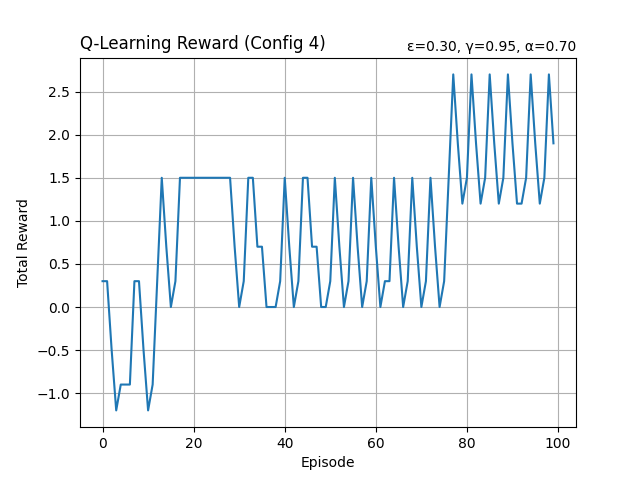 Q-Learning Reward (Config 4)
ε=0.30, γ=0.95, α=0.70
Total Reward
2.5
2.0
1.5
1.0
0.5
0.0
−0.5
−1.0
0 20 40 60 80 100
Episode